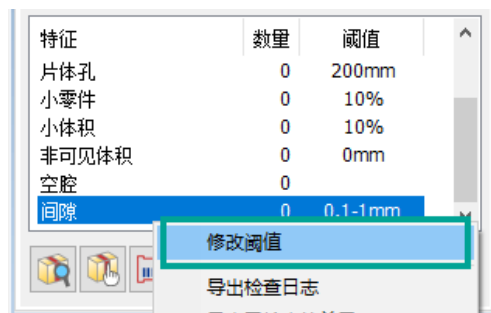 特征 数量 阈值
片体孔 0 200mm
小零件 0 10%
小体积 0 10%
非可见体积 0 0mm
空腔 0
间隙 0 0.1-1mm
修改阈值
导出检查日志